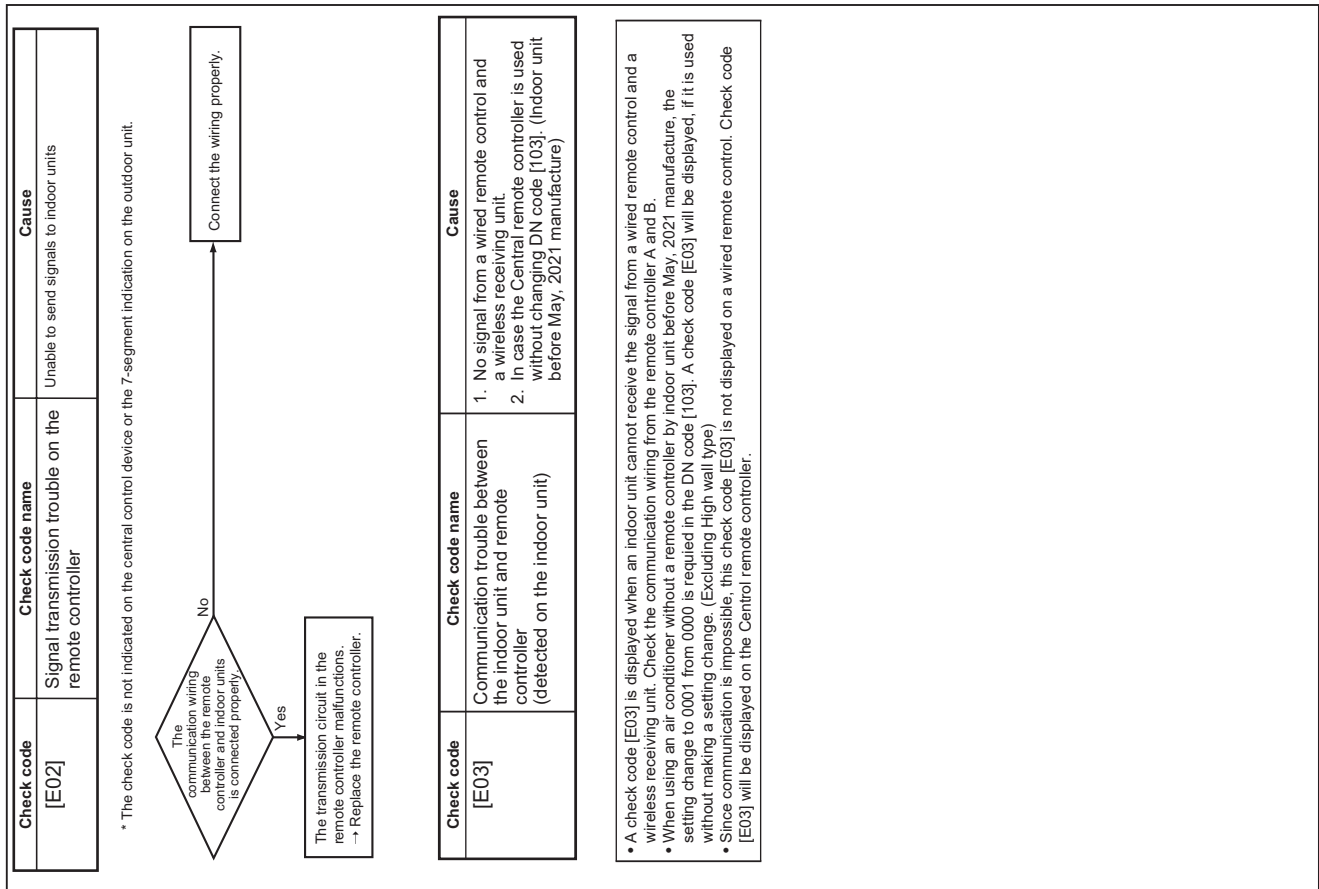 Check code
Check code name
Cause
[E02]
Signal transmission trouble on the
remote controller
Unable to send signals to indoor units
* The check code is not indicated on the central control device or the 7-segment indication on the outdoor unit.
The
communication wiring
between the remote
controller and indoor units
is connected properly.
No
Connect the wiring properly.
Yes
The transmission circuit in the
remote controller malfunctions.
→ Replace the remote controller.
Check code
Check code name
Cause
[E03]
Communication trouble between
the indoor unit and remote
controller
(detected on the indoor unit)
1. No signal from a wired remote control and
a wireless receiving unit.
2. In case the Central remote controller is used
without changing DN code [103]. (Indoor unit
before May, 2021 manufacture)
• A check code [E03] is displayed when an indoor unit cannot receive the signal from a wired remote control and a
wireless receiving unit. Check the communication wiring from the remote controller A and B.
• When using an air conditioner without a remote controller by indoor unit before May, 2021 manufacture, the
setting change to 0001 from 0000 is requied in the DN code [103]. A check code [E03] will be displayed, if it is used
without making a setting change. (Excluding High wall type)
• Since communication is impossible, this check code [E03] is not displayed on a wired remote control. Check code
[E03] will be displayed on the Control remote controller.